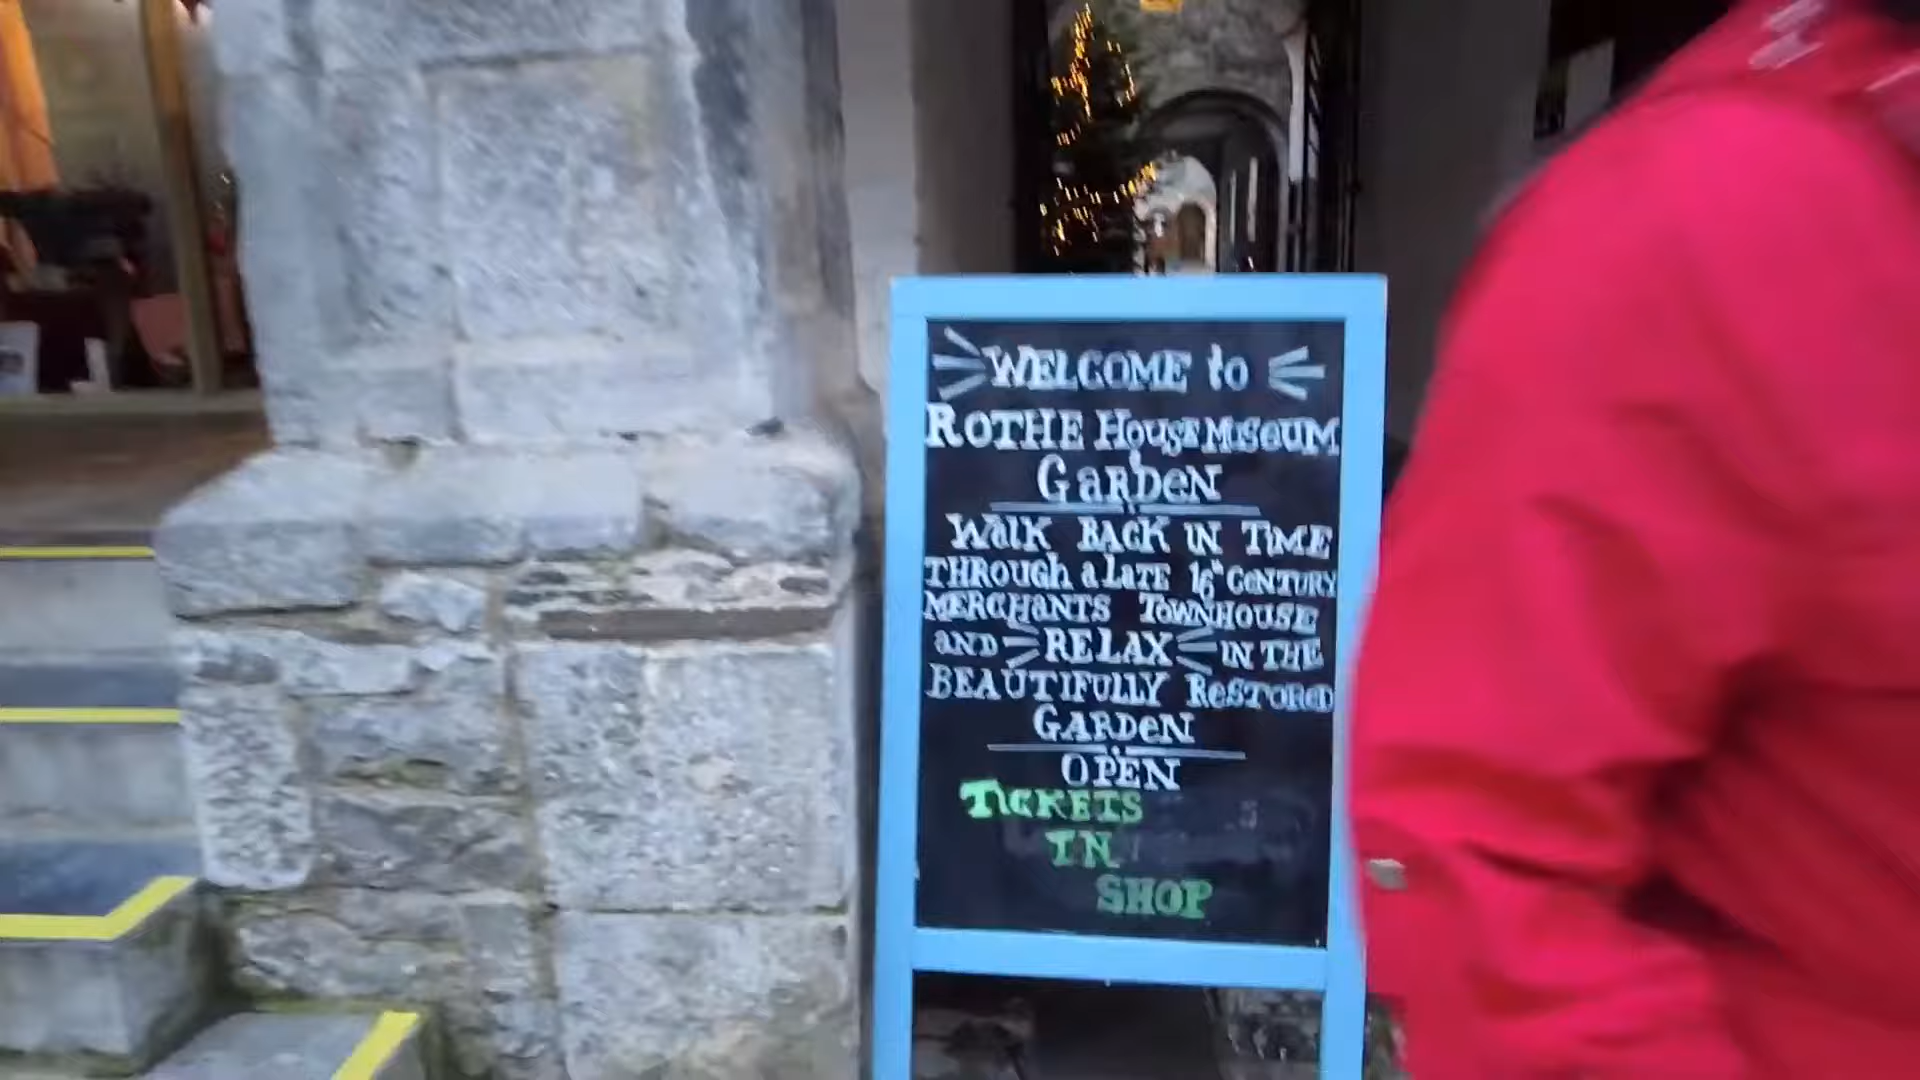 WELCOME to
ROTHE HOUSE MUSEUM
GARDEN
WALK BACK IN TIME
THROUGH a LATE 16th CENTURY
MERCHANTS TOWNHOUSE
AND RELAX IN THE
BEAUTIFULLY RESTORED
GARDEN
OPEN
TICKETS
IN
SHOP